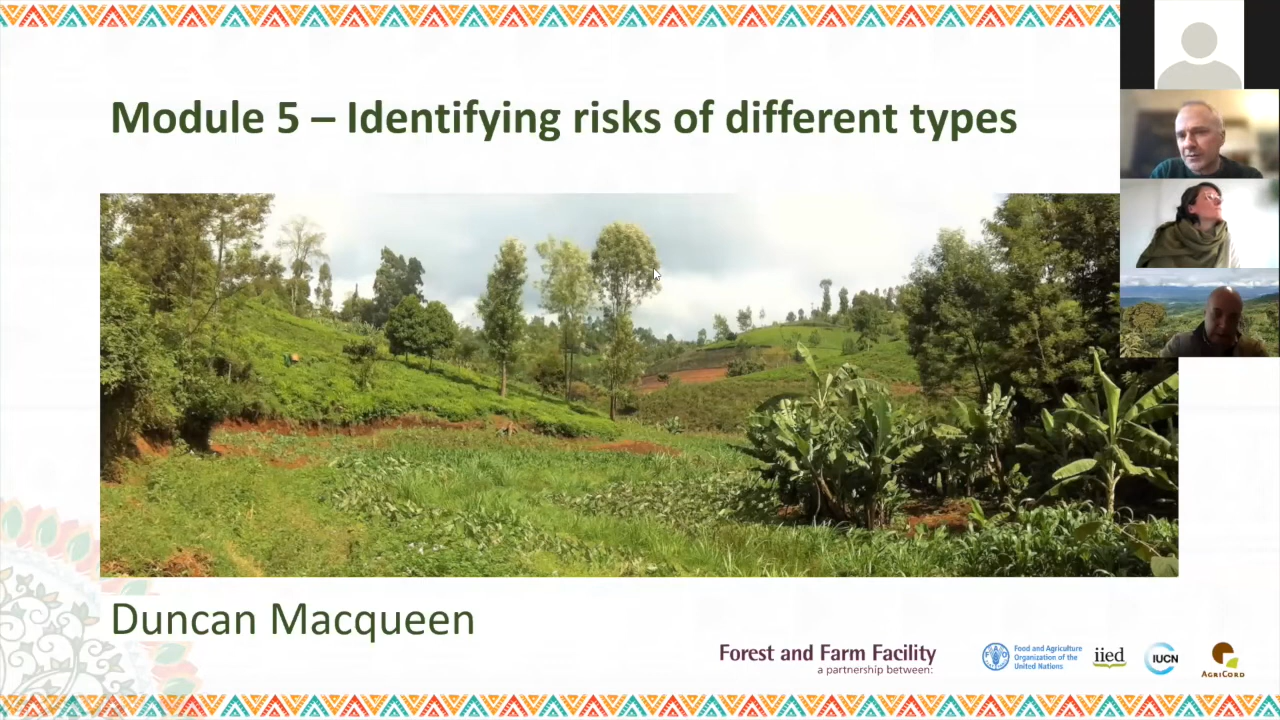 Module 5 – Identifying risks of different types
Duncan Macqueen
Forest and Farm Facility
a partnership between:
Food and Agriculture
Organization of the
United Nations
iied
IUCN
AGRICORD